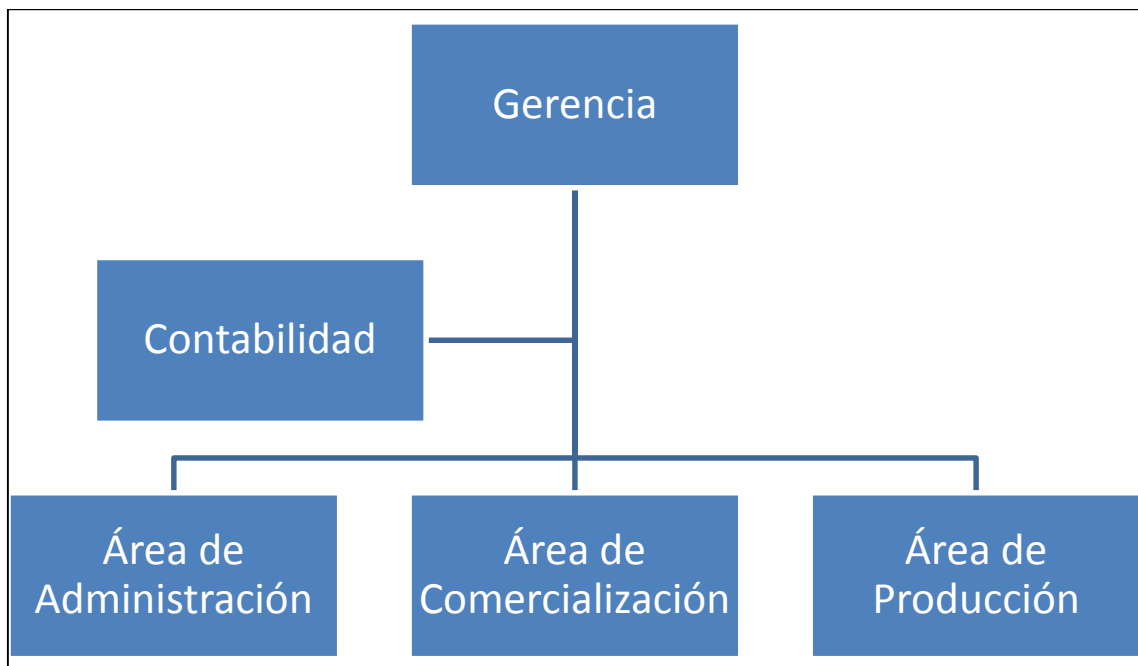 Gerencia
Contabilidad
Área de
Administración
Área de
Comercialización
Área de
Producción